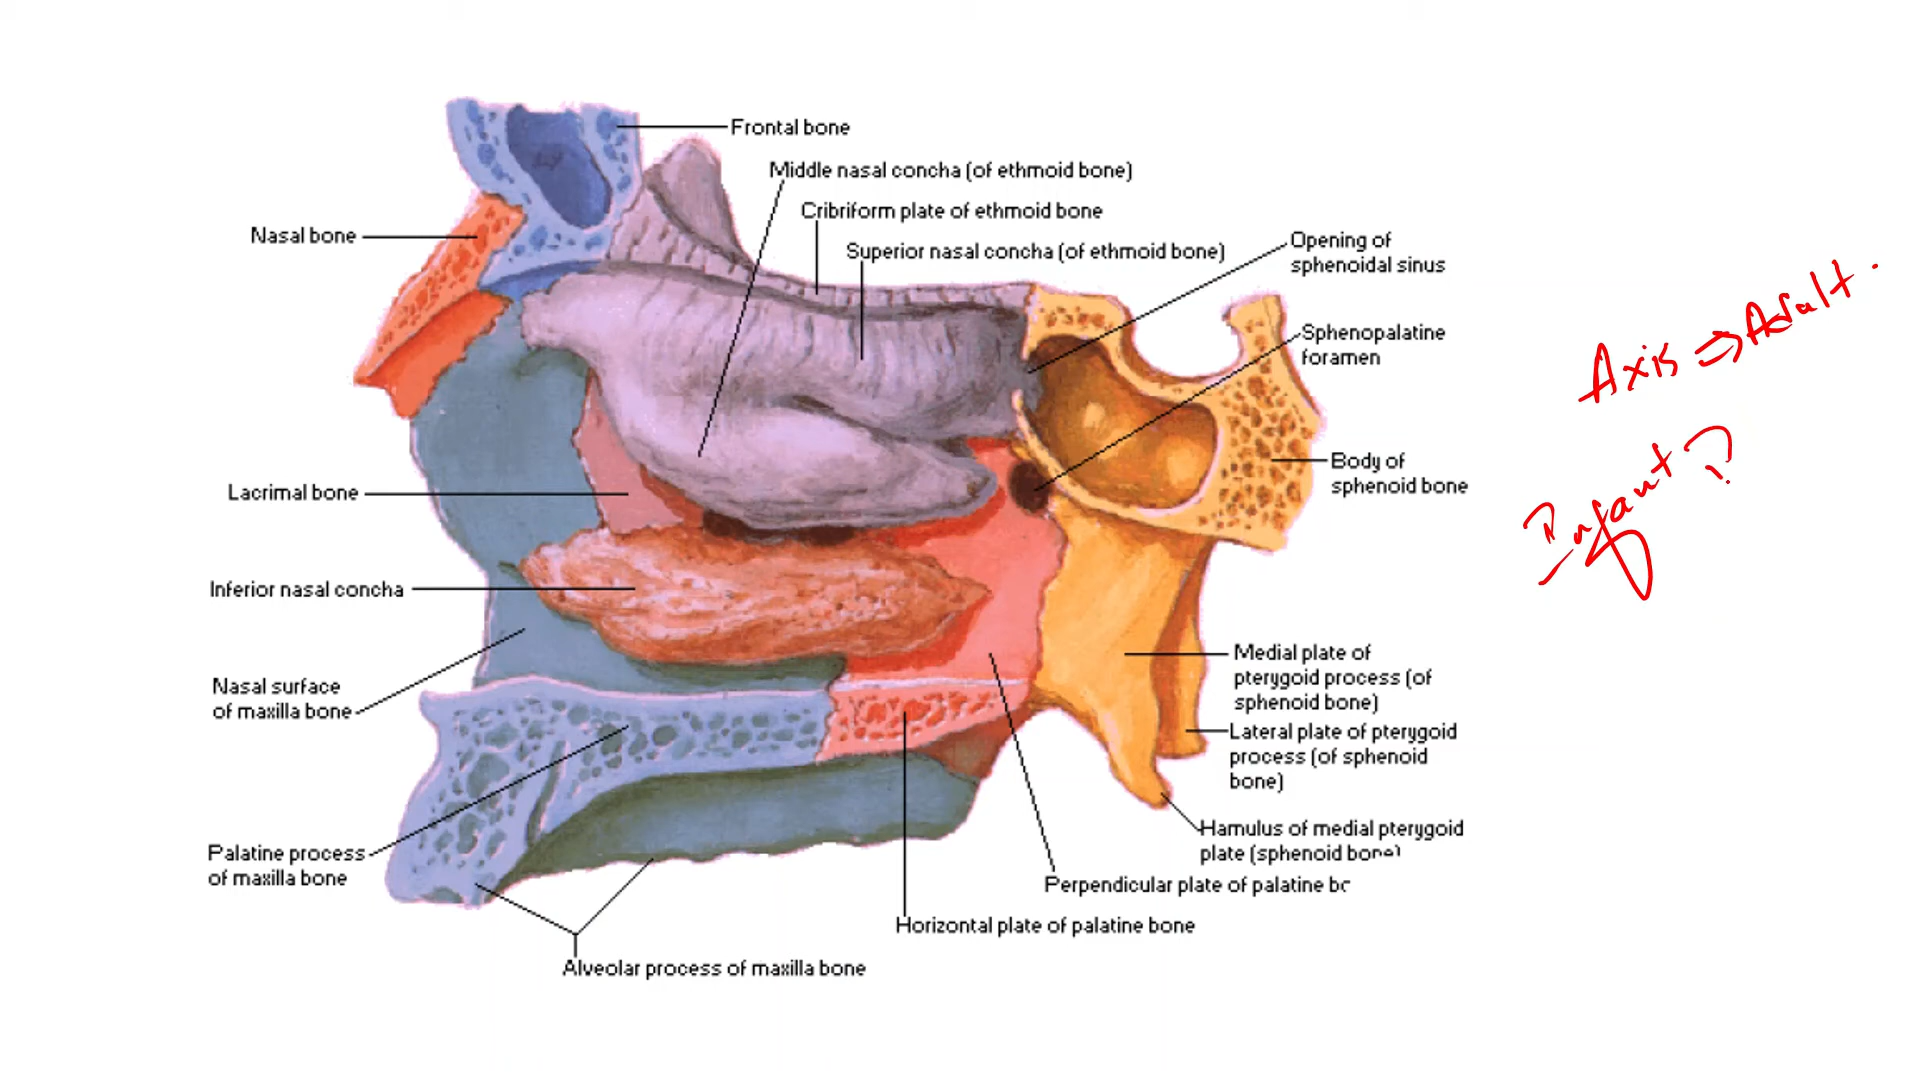 Frontal bone
Middle nasal concha (of ethmoid bone)
Cribriform plate of ethmoid bone
Superior nasal concha (of ethmoid bone)
Nasal bone
Opening of
sphenoidal sinus
Sphenopalatine
foramen
Axis ⇒ Adult.
Body of
sphenoid bone
Infant?
Lacrimal bone
Inferior nasal concha
Nasal surface
of maxilla bone
Medial plate of
pterygoid process (of
sphenoid bone)
Lateral plate of pterygoid
process (of sphenoid
bone)
Palatine process
of maxilla bone
Hamulus of medial pterygoid
plate (sphenoid bone)
Perpendicular plate of palatine bo
Horizontal plate of palatine bone
Alveolar process of maxilla bone